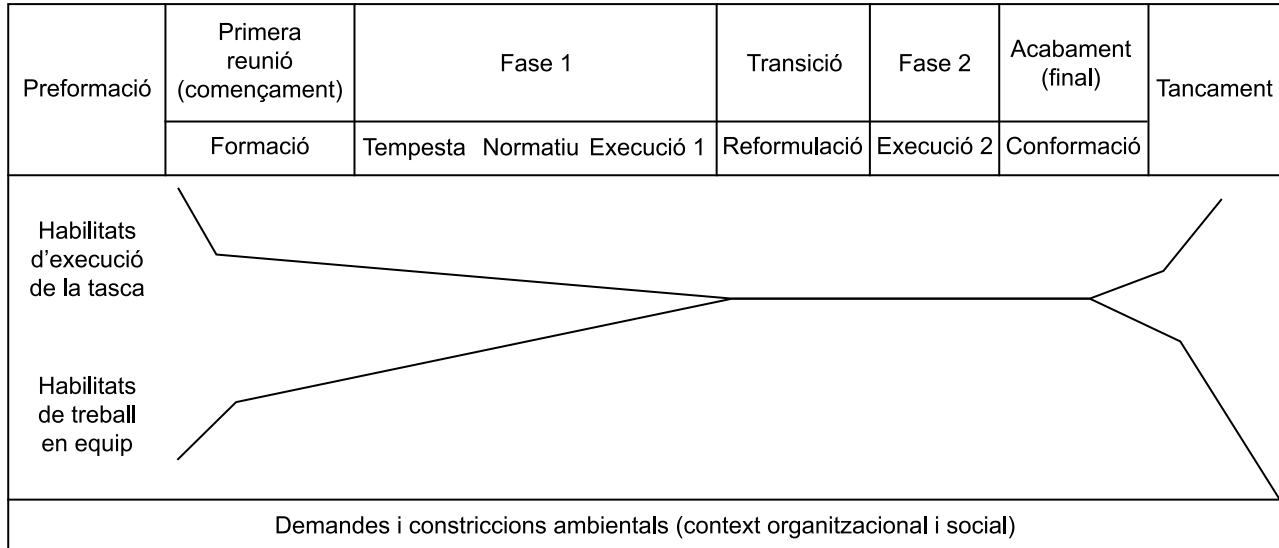 Preformació
Primera
reunió
(començament)
Fase 1
Transició
Fase 2
Acabament
(final)
Tancament
Formació
Tempesta Normatiu Execució 1
Reformulació
Execució 2
Conformació
Habilitats
d’execució
de la tasca
Habilitats
de treball
en equip
Demandes i constriccions ambientals (context organitzacional i social)